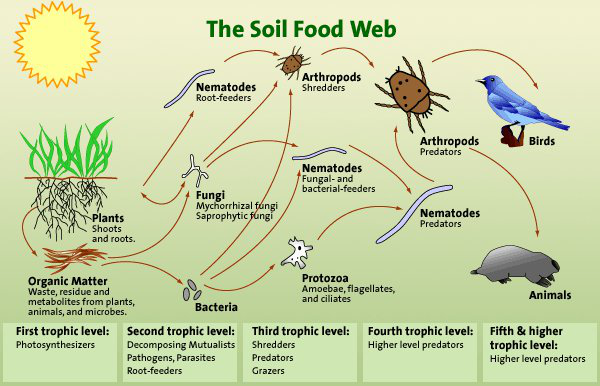 The Soil Food Web
Nematodes
Root-feeders
Arthropods
Shredders
Arthropods
Predators
Birds
Plants
Shoots
and roots.
Fungi
Mychorrhizal fungi
Saprophytic fungi
Nematodes
Fungal- and
bacterial-feeders
Nematodes
Predators
Organic Matter
Waste, residue and
metabolites from plants,
animals, and microbes.
Bacteria
Protozoa
Amoebae, flagellates,
and ciliates
Animals
First trophic level:
Photosynthesizers
Second trophic level:
Decomposing Mutualists
Pathogens, Parasites
Root-feeders
Third trophic level:
Shredders
Predators
Grazers
Fourth trophic level:
Higher level predators
Fifth & higher
trophic level:
Higher level predators